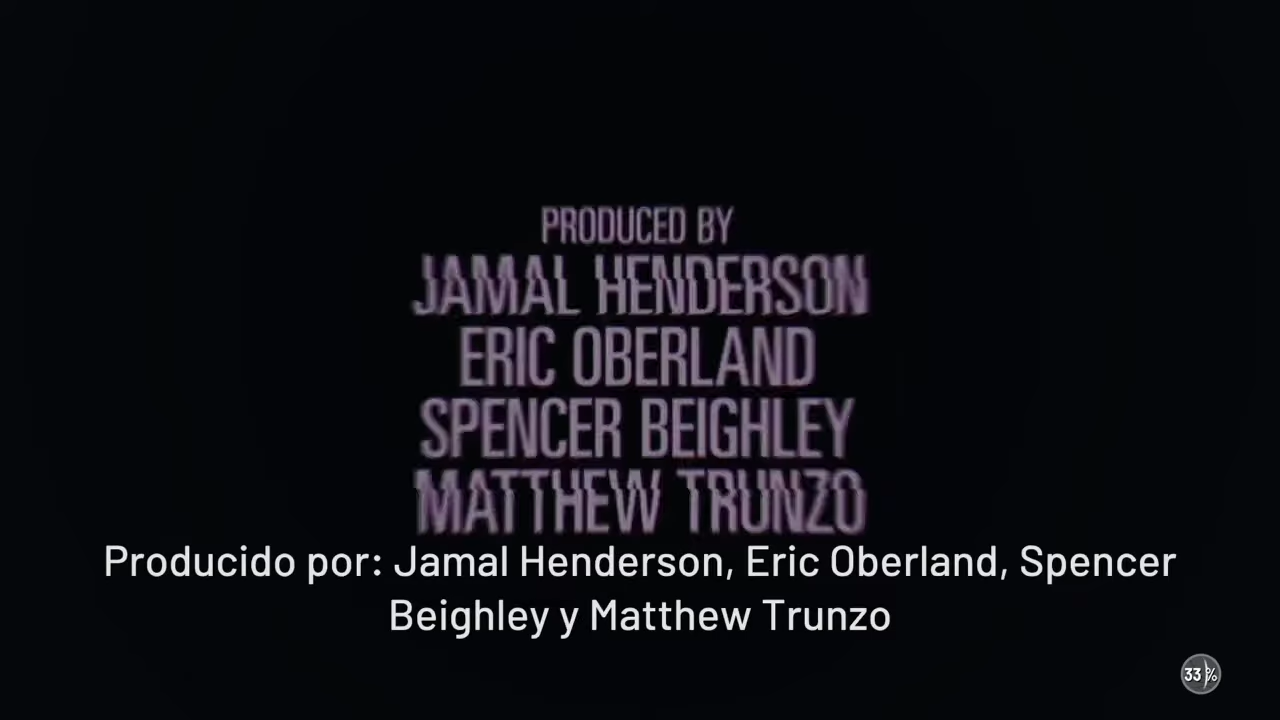 PRODUCED BY
JAMAL HENDERSON
ERIC OBERLAND
SPENCER BEIGHLEY
MATTHEW TRUNZO
Producido por: Jamal Henderson, Eric Oberland, Spencer
Beighley y Matthew Trunzo
33%